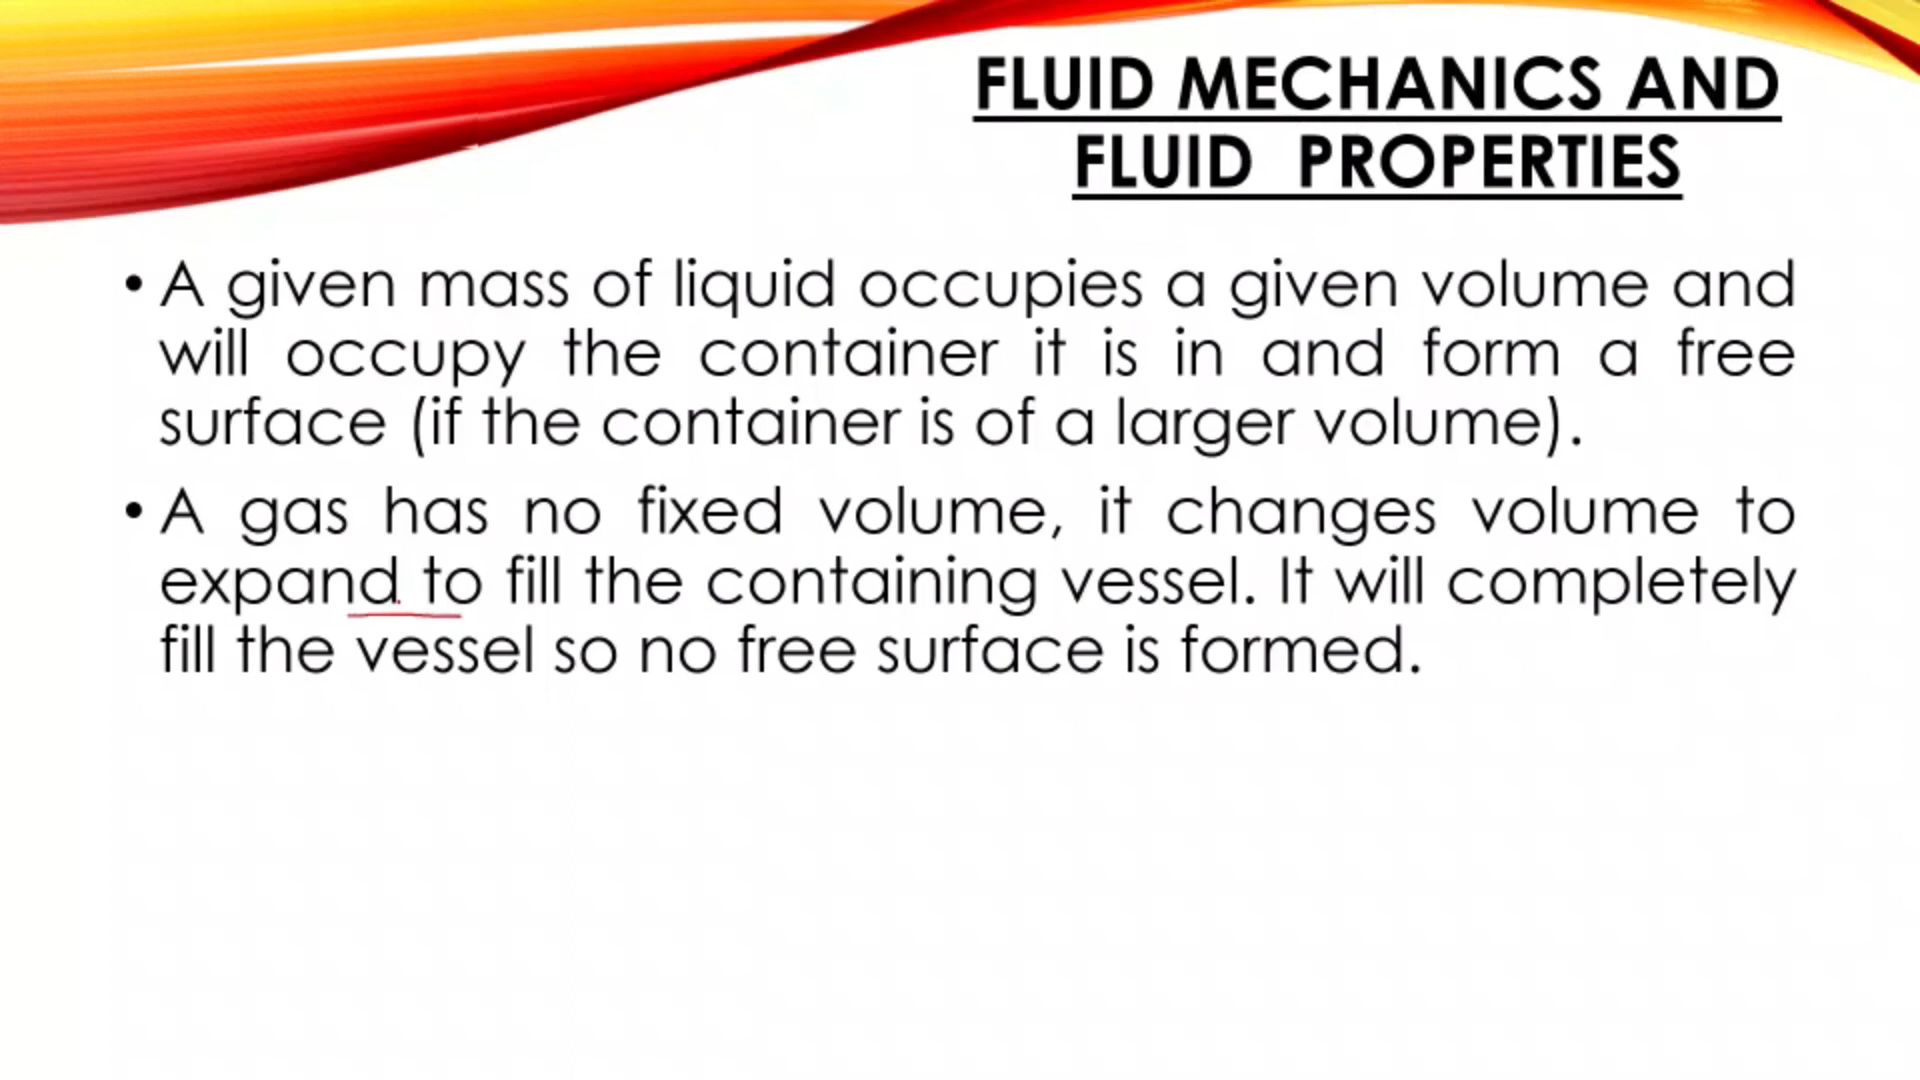 FLUID MECHANICS AND
FLUID PROPERTIES
• A given mass of liquid occupies a given volume and
will occupy the container it is in and form a free
surface (if the container is of a larger volume).
• A gas has no fixed volume, it changes volume to
expand to fill the containing vessel. It will completely
fill the vessel so no free surface is formed.